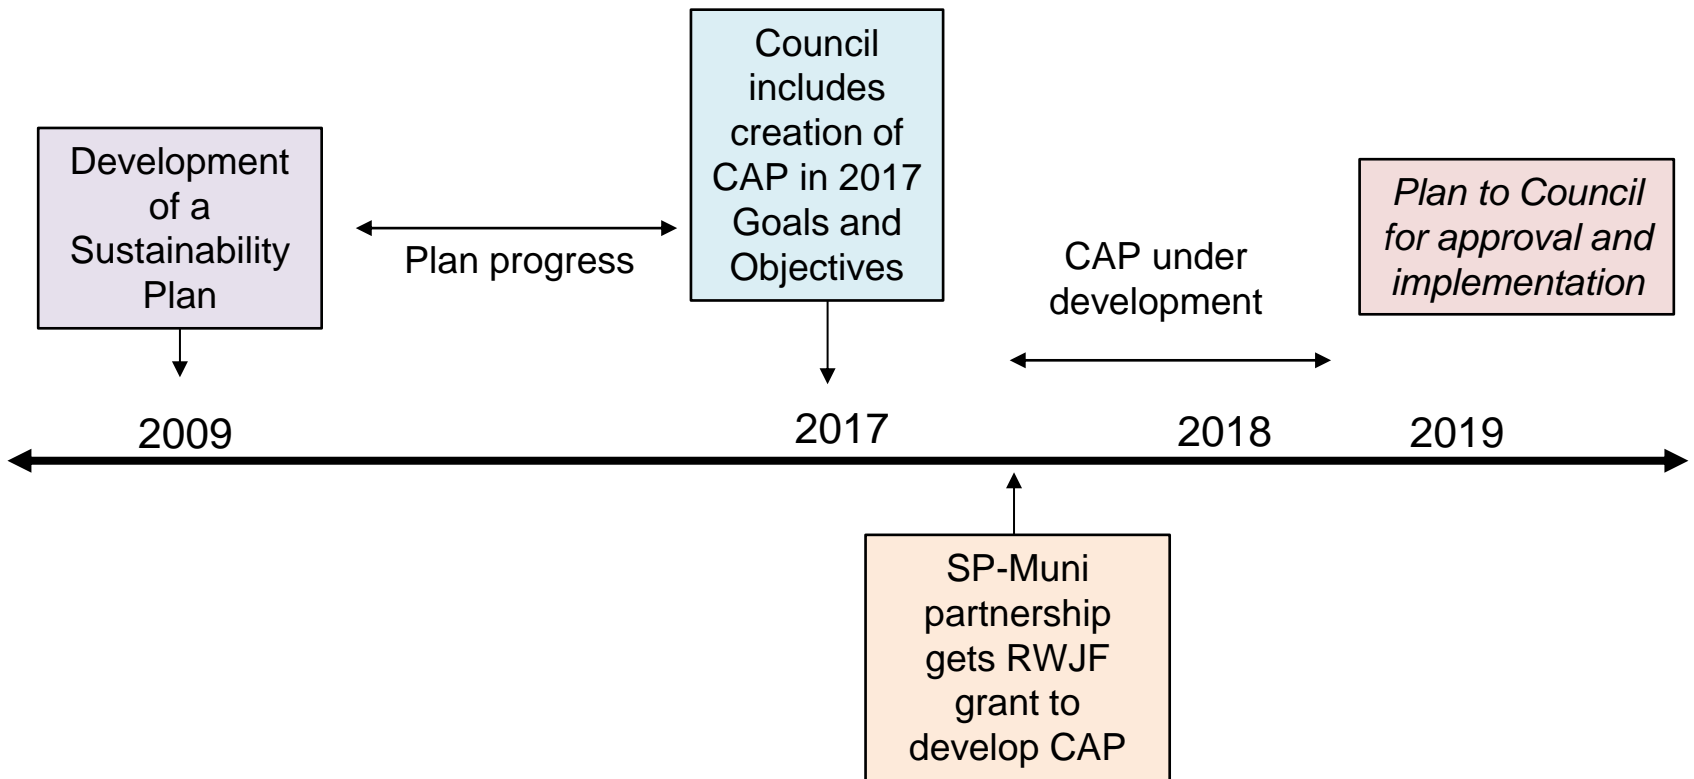 Development
of a
Sustainability
Plan
Plan progress
Council
includes
creation of
CAP in 2017
Goals and
Objectives
CAP under
development
Plan to Council
for approval and
implementation
2009
2017
2018
2019
SP-Muni
partnership
gets RWJF
grant to
develop CAP